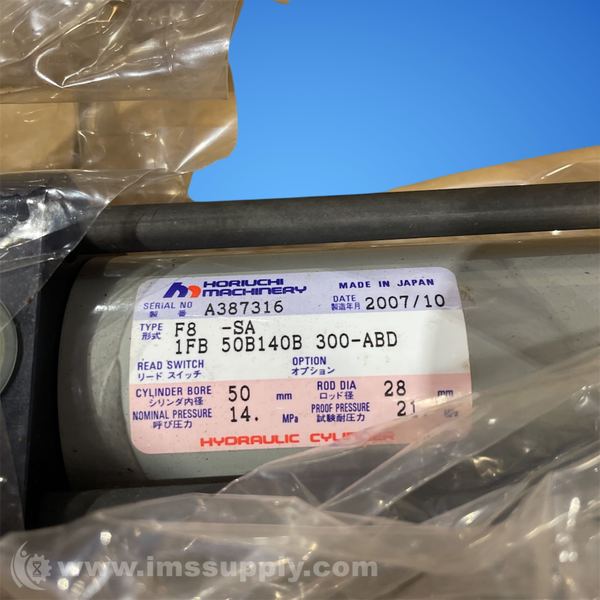 HORIUCHI
MACHINERY
MADE IN JAPAN
SERIAL NO A387316 DATE 2007/10
製 番 製造年月
TYPE F8 -SA
形式 1FB 50B140B 300-ABD
READ SWITCH OPTION
リード スイッチ オプション
CYLINDER BORE 50 mm ROD DIA 28 mm
シリンダ内径 ロッド径
NOMINAL PRESSURE 14. MPa PROOF PRESSURE 21
呼び圧力 試験耐圧力
HYDRAULIC CYLINDER
www.imssupply.com